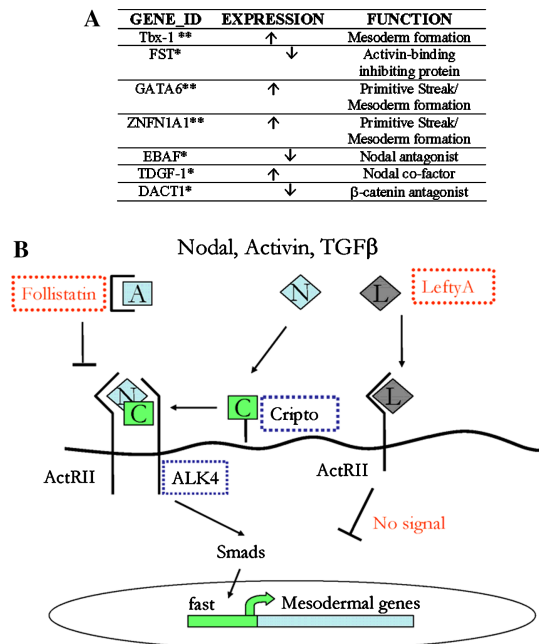 A
GENE_ID EXPRESSION FUNCTION
Tbx-1 ** ↑ Mesoderm formation
FST* ↓ Activin-binding
inhibiting protein
GATA6** ↑ Primitive Streak/
Mesoderm formation
ZNFN1A1** ↑ Primitive Streak/
Mesoderm formation
EBAF* ↓ Nodal antagonist
TDGF-1* ↑ Nodal co-factor
DACT1* ↓ β-catenin antagonist
B
Nodal, Activin, TGFβ
Follistatin A N L LeftyA
N
C C Cripto L
ActRII ALK4 ActRII
No signal
Smads
fast Mesodermal genes